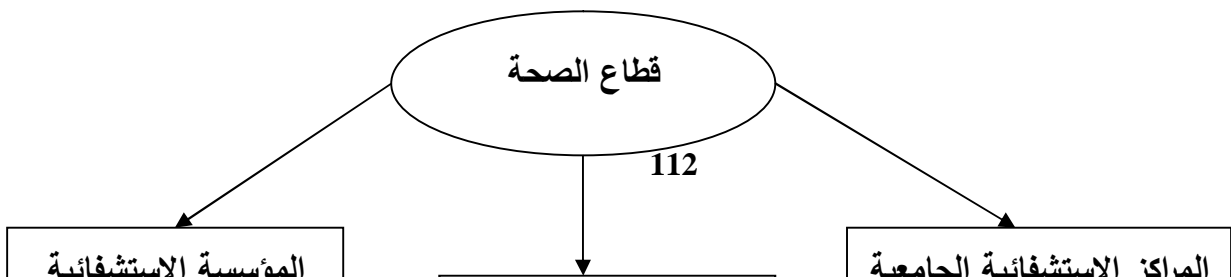 قطاع الصحة
112
المراكز الاستشفائية الجامعية
المؤسسة الاستشفائية